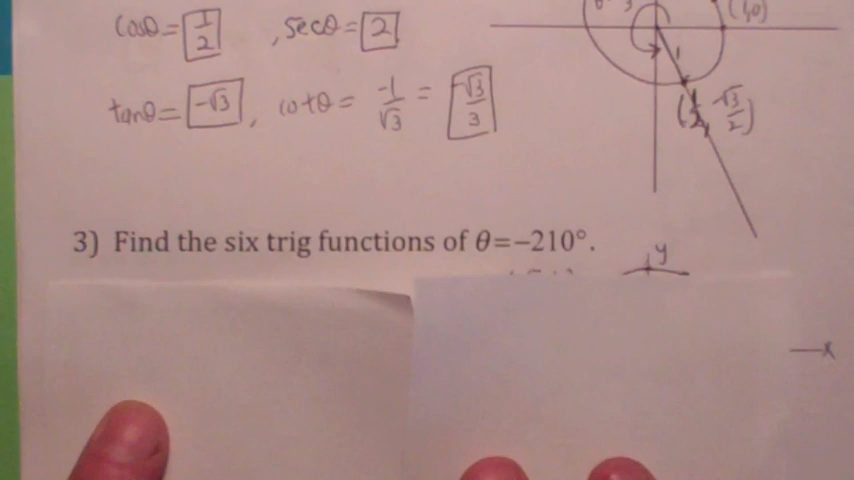 cosθ = 1/2 , secθ = 2
(1,0)
tanθ = -√3 , cotθ = -1/√3 = -√3/3
1
(1/2, -√3/2)
3) Find the six trig functions of θ=−210°.
y
x